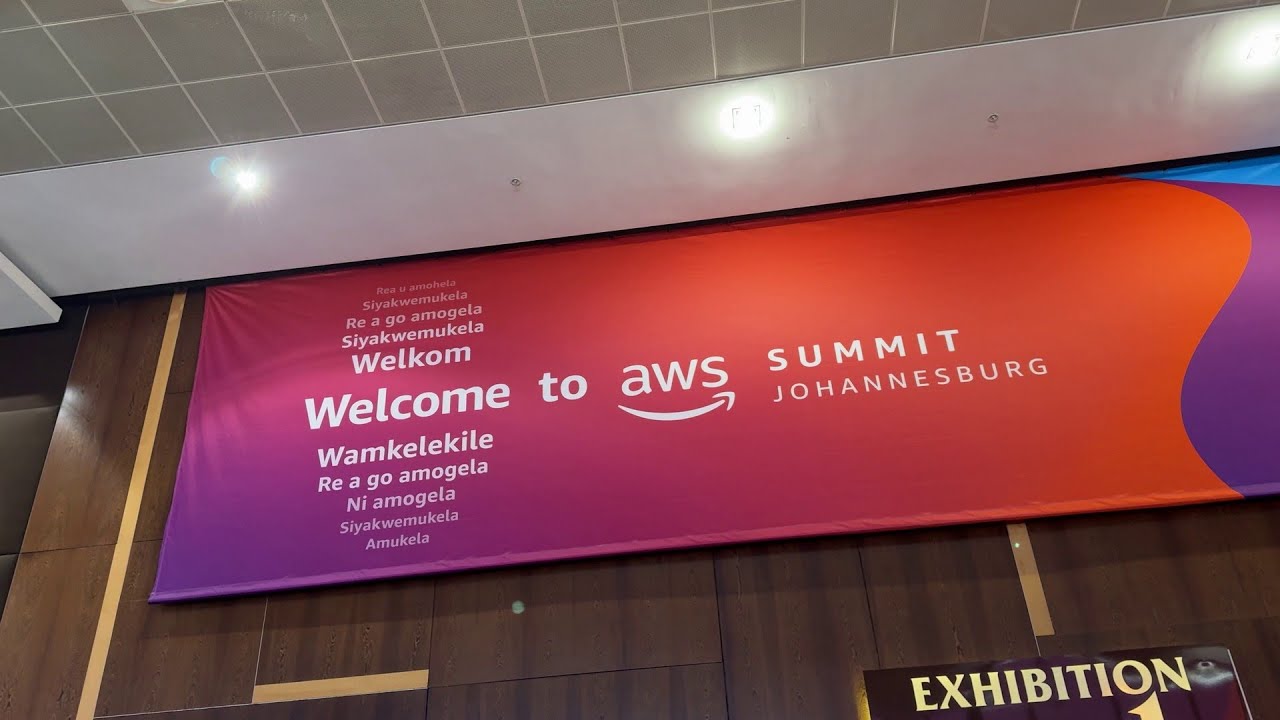 Rea u amohela
Siyakwemukela
Re a go amogela
Siyakwemukela
Welkom
Welcome to aws SUMMIT
JOHANNESBURG
Wamkelekile
Re a go amogela
Ni amogela
Siyakwemukela
Amukela
EXHIBITION
1